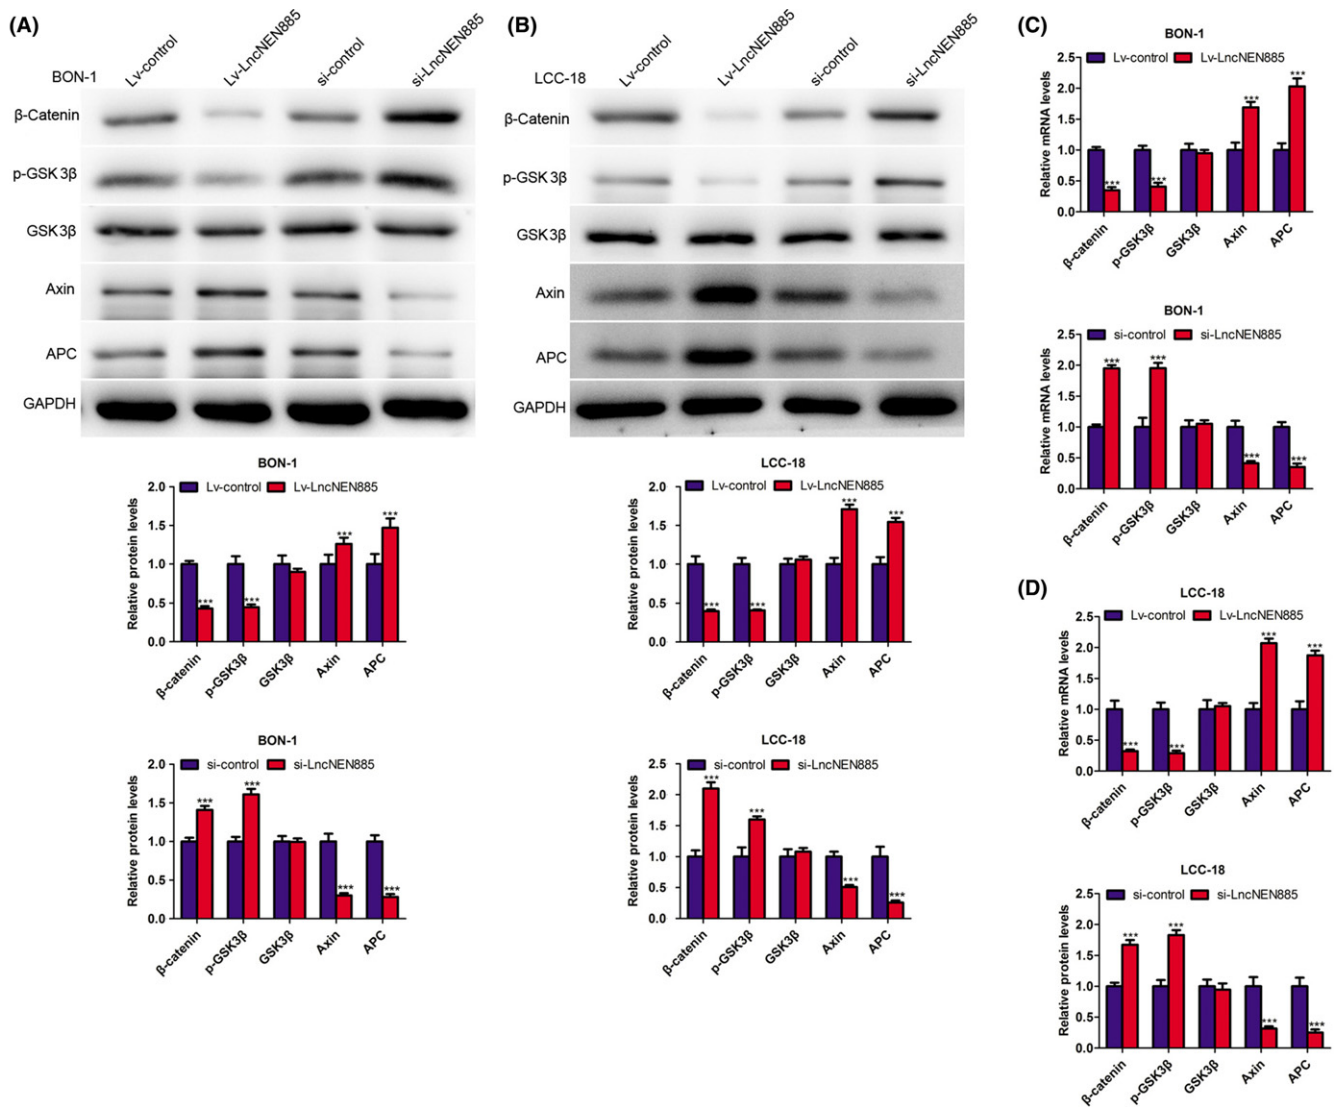 (A)
BON-1
Lv-control
Lv-LncNEN885
si-control
si-LncNEN885
β-Catenin
p-GSK3β
GSK3β
Axin
APC
GAPDH
BON-1
Lv-control Lv-LncNEN885
Relative protein levels
2.0
1.5
1.0
0.5
0.0
*** *** *** ***
β-catenin p-GSK3β GSK3β Axin APC
BON-1
si-control si-LncNEN885
Relative protein levels
2.0
1.5
1.0
0.5
0.0
*** *** *** ***
β-catenin p-GSK3β GSK3β Axin APC
(B)
LCC-18
Lv-control
Lv-LncNEN885
si-control
si-LncNEN885
β-Catenin
p-GSK3β
GSK3β
Axin
APC
GAPDH
LCC-18
Lv-control Lv-LncNEN885
Relative protein levels
2.0
1.5
1.0
0.5
0.0
*** *** *** ***
β-catenin p-GSK3β GSK3β Axin APC
LCC-18
si-control si-LncNEN885
Relative protein levels
2.5
2.0
1.5
1.0
0.5
0.0
*** *** *** ***
β-catenin p-GSK3β GSK3β Axin APC
(C)
BON-1
Lv-control Lv-LncNEN885
Relative mRNA levels
2.5
2.0
1.5
1.0
0.5
0.0
*** *** *** ***
β-catenin p-GSK3β GSK3β Axin APC
BON-1
si-control si-LncNEN885
Relative mRNA levels
2.5
2.0
1.5
1.0
0.5
0.0
*** *** *** ***
β-catenin p-GSK3β GSK3β Axin APC
(D)
LCC-18
Lv-control Lv-LncNEN885
Relative mRNA levels
2.5
2.0
1.5
1.0
0.5
0.0
*** *** *** ***
β-catenin p-GSK3β GSK3β Axin APC
LCC-18
si-control si-LncNEN885
Relative protein levels
2.5
2.0
1.5
1.0
0.5
0.0
*** *** *** ***
β-catenin p-GSK3β GSK3β Axin APC